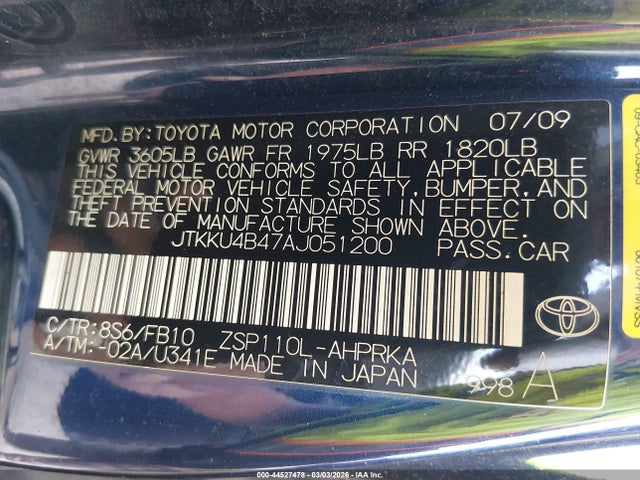 MFD.BY:TOYOTA MOTOR CORPORATION 07/09
GVWR 3605LB GAWR FR 1975LB RR 1820LB
THIS VEHICLE CONFORMS TO ALL APPLICABLE
FEDERAL MOTOR VEHICLE SAFETY,BUMPER,AND
THEFT PREVENTION STANDARDS IN EFFECT ON
THE DATE OF MANUFACTURE SHOWN ABOVE.
JTKKU4B47AJ051200 PASS.CAR
C/TR:8S6/FB10 ZSP110L-AHPRKA
A/TM:-02A/U341E MADE IN JAPAN 998 A
000-44527478 - 03/03/2026 - IAA Inc.